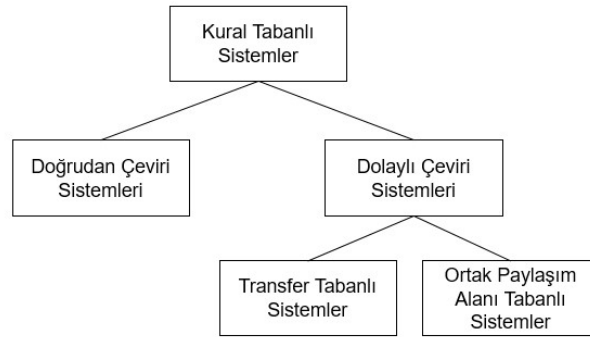 Kural Tabanlı
Sistemler
Doğrudan Çeviri
Sistemleri
Dolaylı Çeviri
Sistemleri
Transfer Tabanlı
Sistemler
Ortak Paylaşım
Alanı Tabanlı
Sistemler